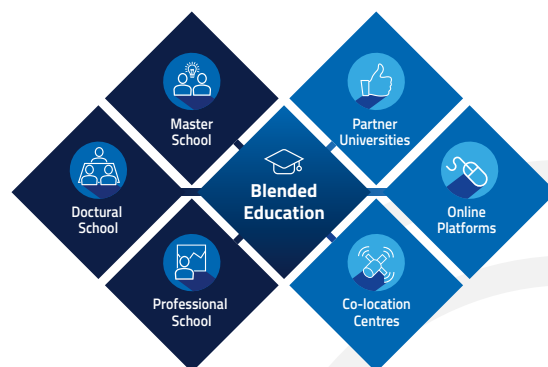 Master
School
Partner
Universities
Doctural
School
Blended
Education
Online
Platforms
Professional
School
Co-location
Centres